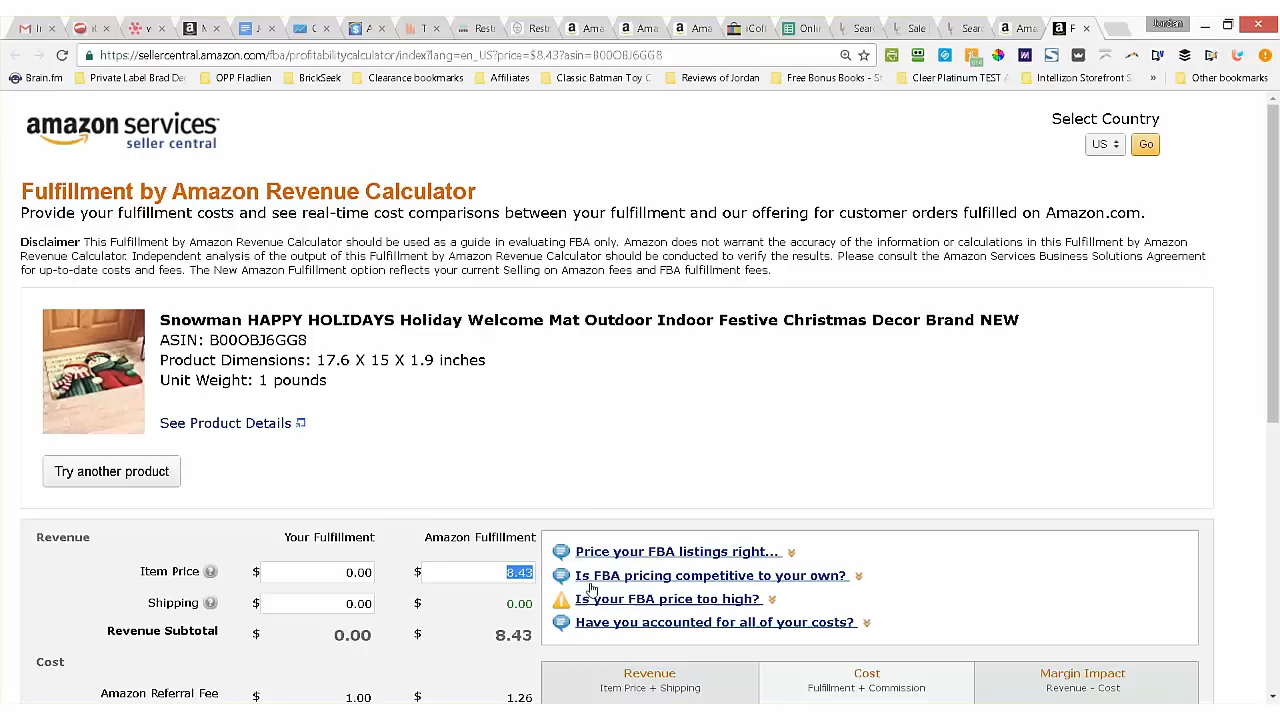 Jordan
https://sellercentral.amazon.com/fba/profitabilitycalculator/index?lang=en_US?price=$8.43?asin=B00OBJ6GG8
Brain.fm Private Label Brad De OPP Fladlien BrickSeek Clearance bookmarks Affiliates Classic Batman Toy C Reviews of Jordan Free Bonus Books - S Cleer Platinum TEST A Intellizon Storefront S » Other bookmarks
amazon services
seller central
Select Country
US Go
Fulfillment by Amazon Revenue Calculator
Provide your fulfillment costs and see real-time cost comparisons between your fulfillment and our offering for customer orders fulfilled on Amazon.com.
Disclaimer This Fulfillment by Amazon Revenue Calculator should be used as a guide in evaluating FBA only. Amazon does not warrant the accuracy of the information or calculations in this Fulfillment by Amazon
Revenue Calculator. Independent analysis of the output of this Fulfillment by Amazon Revenue Calculator should be conducted to verify the results. Please consult the Amazon Services Business Solutions Agreement
for up-to-date costs and fees. The New Amazon Fulfillment option reflects your current Selling on Amazon fees and FBA fulfillment fees.
Snowman HAPPY HOLIDAYS Holiday Welcome Mat Outdoor Indoor Festive Christmas Decor Brand NEW
ASIN: B00OBJ6GG8
Product Dimensions: 17.6 X 15 X 1.9 inches
Unit Weight: 1 pounds
See Product Details
Try another product
Revenue Your Fulfillment Amazon Fulfillment
Item Price $ 0.00 $ 8.43
Shipping $ 0.00 $ 0.00
Revenue Subtotal $ 0.00 $ 8.43
Cost
Amazon Referral Fee $ 1.00 $ 1.26
Price your FBA listings right...
Is FBA pricing competitive to your own?
Is your FBA price too high?
Have you accounted for all of your costs?
Revenue Cost Margin Impact
Item Price + Shipping Fulfillment + Commission Revenue - Cost